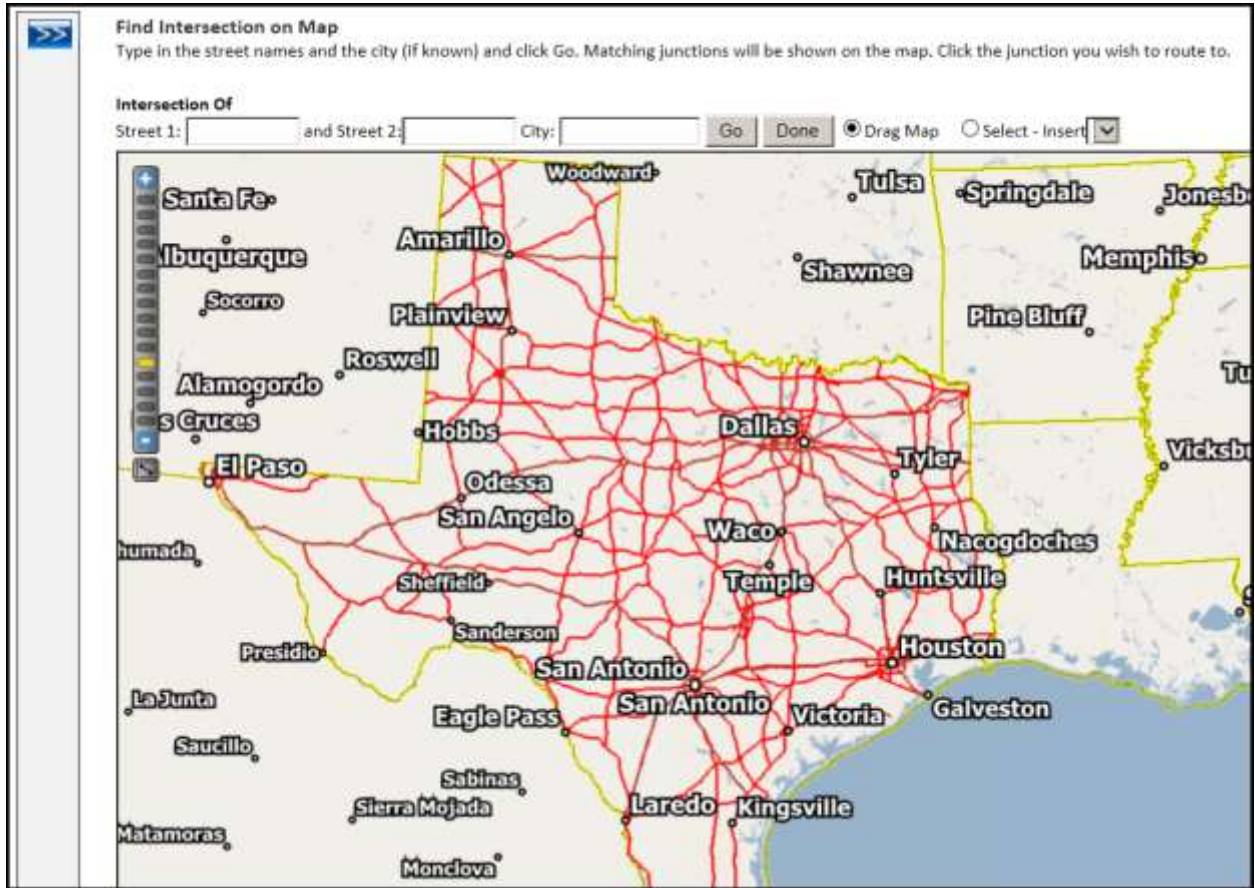 >>
Find Intersection on Map
Type in the street names and the city (if known) and click Go. Matching junctions will be shown on the map. Click the junction you wish to route to.
Intersection Of
Street 1: and Street 2: City: Go Done Drag Map Select - Insert
Woodward
Tulsa
Springdale
Jonesb
Santa Fe
Amarillo
Albuquerque
Shawnee
Memphis
Socorro
Plainview
Pine Bluff
Roswell
Tu
Alamogordo
s Cruces
Hobbs
Dallas
Vicksbu
El Paso
Tyler
Odessa
San Angelo
Waco
Nacogdoches
humada
Sheffield
Temple
Huntsville
Sanderson
Presidio
Houston
San Antonio
San Antonio
La Junta
Eagle Pass
Victoria
Galveston
Saucillo
Sabinas
Sierra Mojada
Laredo
Kingsville
Matamoras
Monclova